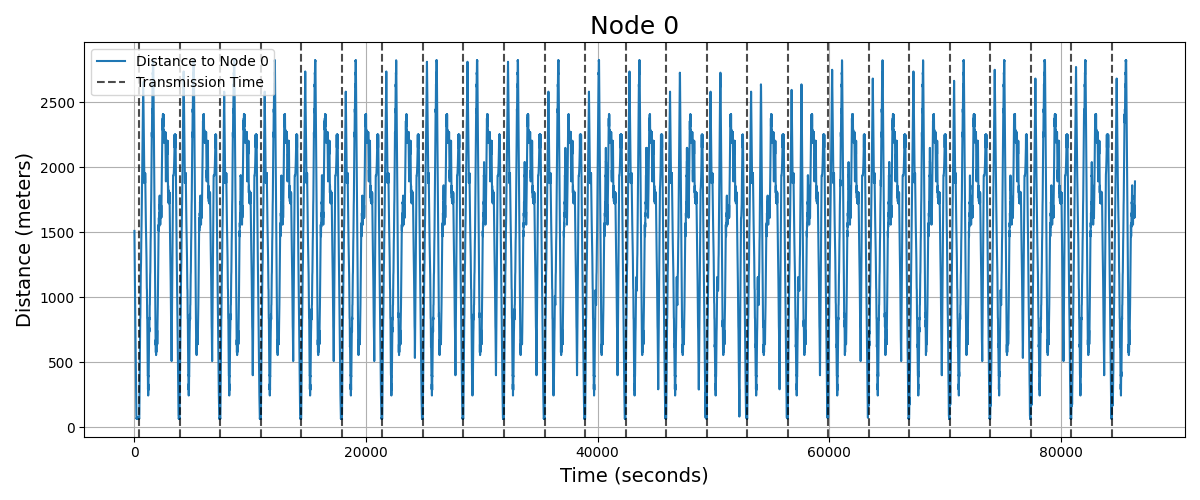 Node 0
Distance to Node 0
Transmission Time
Distance (meters)
2500
2000
1500
1000
500
0
0
20000
40000
60000
80000
Time (seconds)